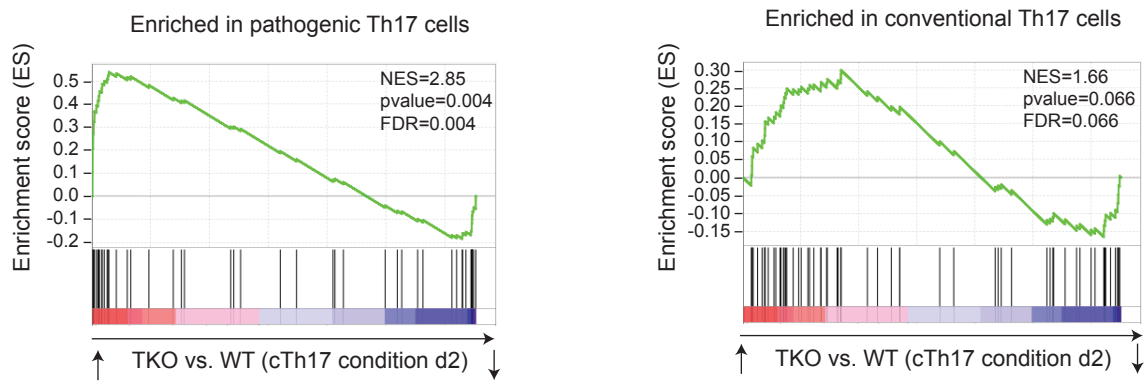 Enriched in pathogenic Th17 cells
Enrichment score (ES)
0.5
0.4
0.3
0.2
0.1
0.0
-0.1
-0.2
NES=2.85
pvalue=0.004
FDR=0.004
TKO vs. WT (cTh17 condition d2)
Enriched in conventional Th17 cells
Enrichment score (ES)
0.30
0.25
0.20
0.15
0.10
0.05
0.00
-0.05
-0.10
-0.15
NES=1.66
pvalue=0.066
FDR=0.066
TKO vs. WT (cTh17 condition d2)